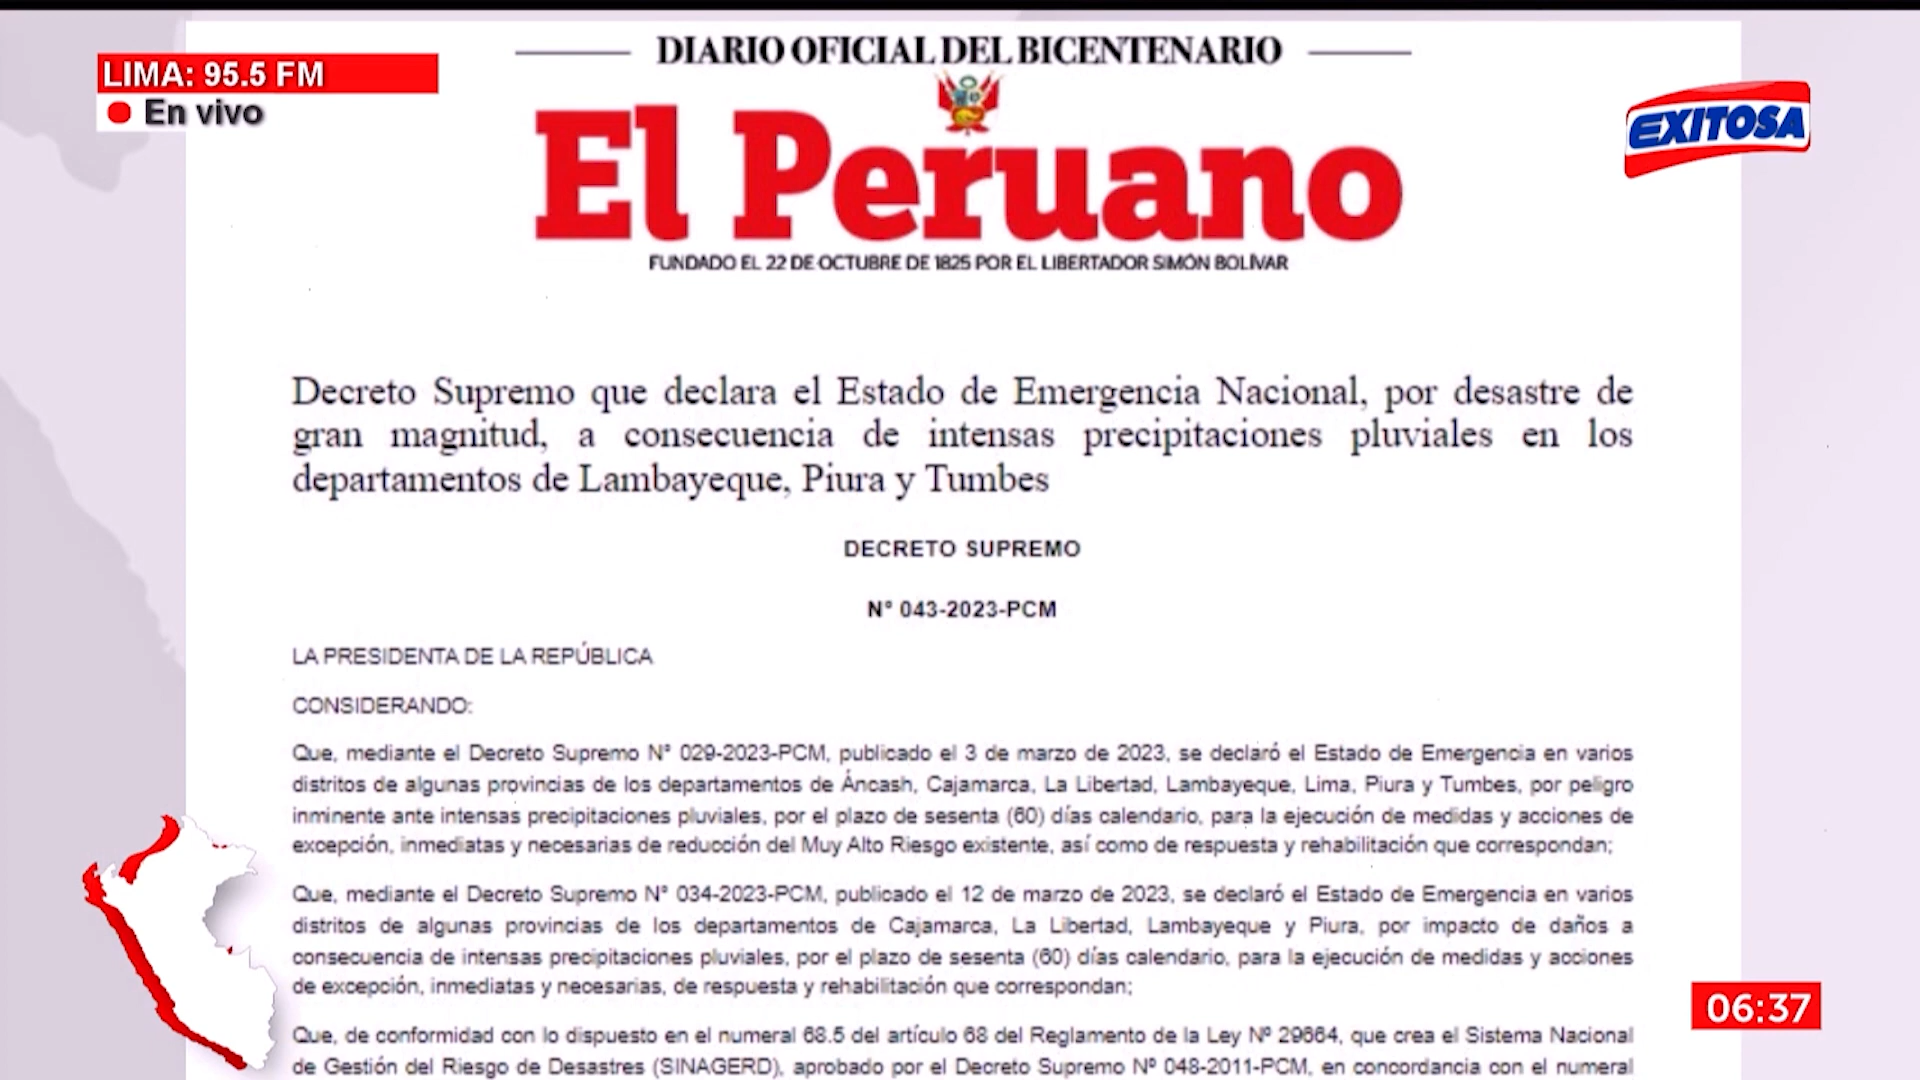 DIARIO OFICIAL DEL BICENTENARIO
LIMA: 95.5 FM
En vivo
EXITOSA
El Peruano
FUNDADO EL 22 DE OCTUBRE DE 1825 POR EL LIBERTADOR SIMÓN BOLÍVAR
Decreto Supremo que declara el Estado de Emergencia Nacional, por desastre de
gran magnitud, a consecuencia de intensas precipitaciones pluviales en los
departamentos de Lambayeque, Piura y Tumbes
DECRETO SUPREMO
N° 043-2023-PCM
LA PRESIDENTA DE LA REPÚBLICA
CONSIDERANDO:
Que, mediante el Decreto Supremo N° 029-2023-PCM, publicado el 3 de marzo de 2023, se declaró el Estado de Emergencia en varios
distritos de algunas provincias de los departamentos de Áncash, Cajamarca, La Libertad, Lambayeque, Lima, Piura y Tumbes, por peligro
inminente ante intensas precipitaciones pluviales, por el plazo de sesenta (60) días calendario, para la ejecución de medidas y acciones de
excepción, inmediatas y necesarias de reducción del Muy Alto Riesgo existente, así como de respuesta y rehabilitación que correspondan;
Que, mediante el Decreto Supremo N° 034-2023-PCM, publicado el 12 de marzo de 2023, se declaró el Estado de Emergencia en varios
distritos de algunas provincias de los departamentos de Cajamarca, La Libertad, Lambayeque y Piura, por impacto de daños a
consecuencia de intensas precipitaciones pluviales, por el plazo de sesenta (60) días calendario, para la ejecución de medidas y acciones
de excepción, inmediatas y necesarias, de respuesta y rehabilitación que correspondan;
Que, de conformidad con lo dispuesto en el numeral 68.5 del artículo 68 del Reglamento de la Ley Nº 29664, que crea el Sistema Nacional
de Gestión del Riesgo de Desastres (SINAGERD), aprobado por el Decreto Supremo Nº 048-2011-PCM, en concordancia con el numeral
06:37